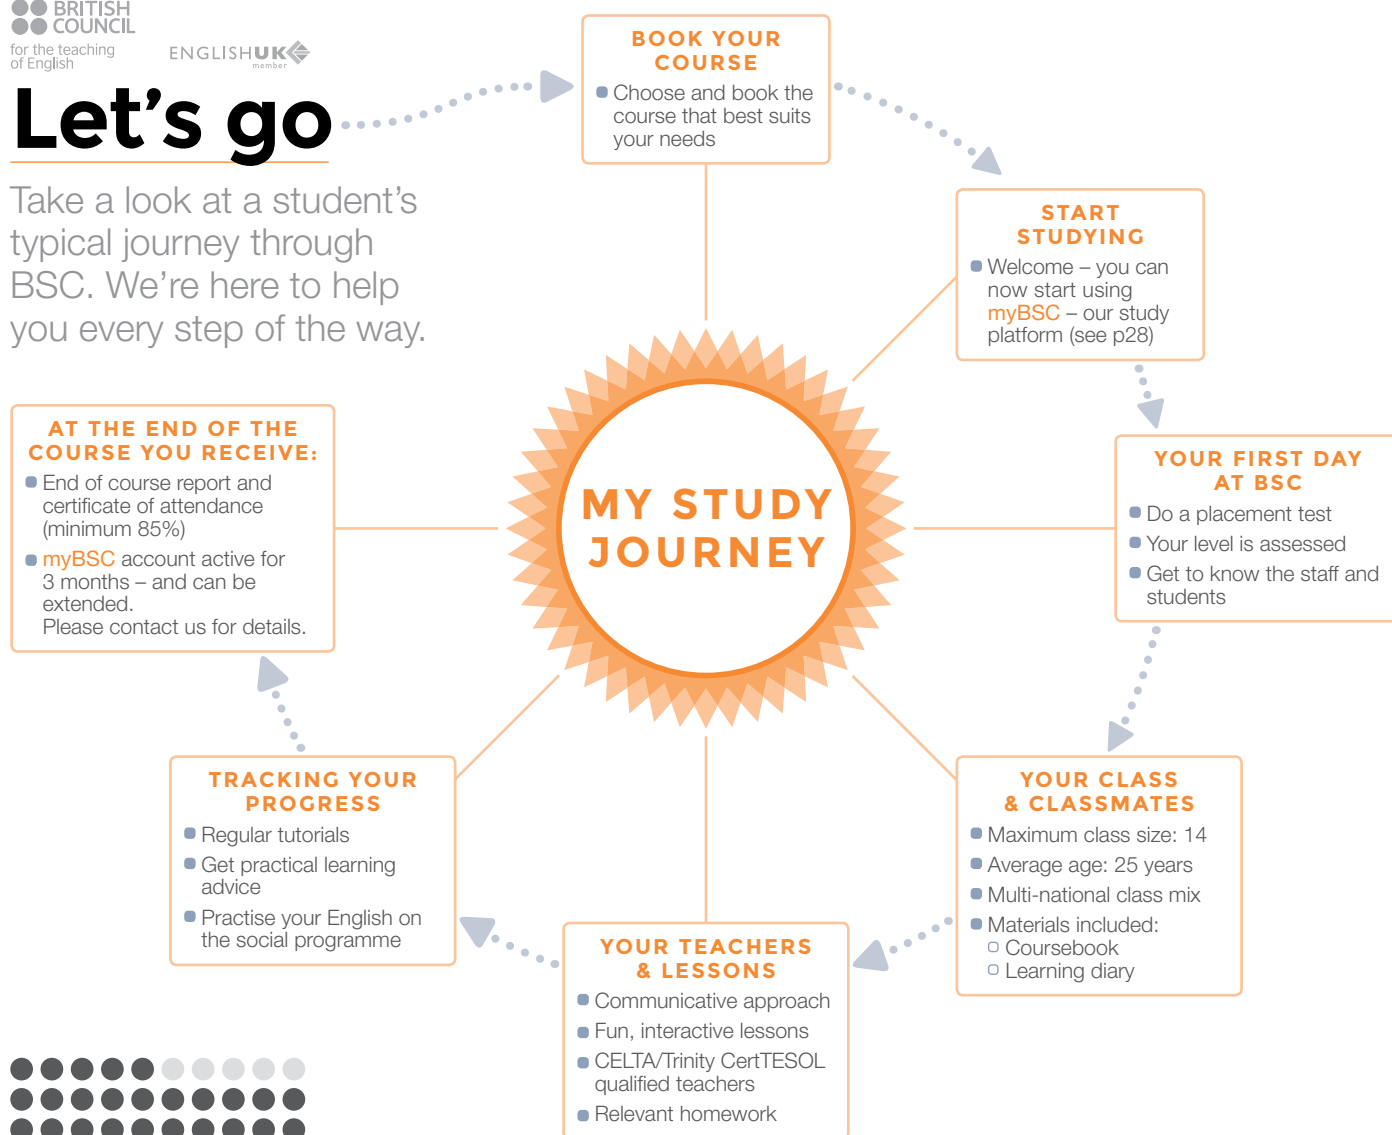 BRITISH
COUNCIL
for the teaching
of English
ENGLISHUK
member
Let's go
Take a look at a student's
typical journey through
BSC. We're here to help
you every step of the way.
BOOK YOUR
COURSE
Choose and book the
course that best suits
your needs
START
STUDYING
Welcome – you can
now start using
myBSC – our study
platform (see p28)
YOUR FIRST DAY
AT BSC
Do a placement test
Your level is assessed
Get to know the staff and
students
YOUR CLASS
& CLASSMATES
Maximum class size: 14
Average age: 25 years
Multi-national class mix
Materials included:
Coursebook
Learning diary
YOUR TEACHERS
& LESSONS
Communicative approach
Fun, interactive lessons
CELTA/Trinity CertTESOL
qualified teachers
Relevant homework
TRACKING YOUR
PROGRESS
Regular tutorials
Get practical learning
advice
Practise your English on
the social programme
AT THE END OF THE
COURSE YOU RECEIVE:
End of course report and
certificate of attendance
(minimum 85%)
myBSC account active for
3 months – and can be
extended.
Please contact us for details.
MY STUDY
JOURNEY